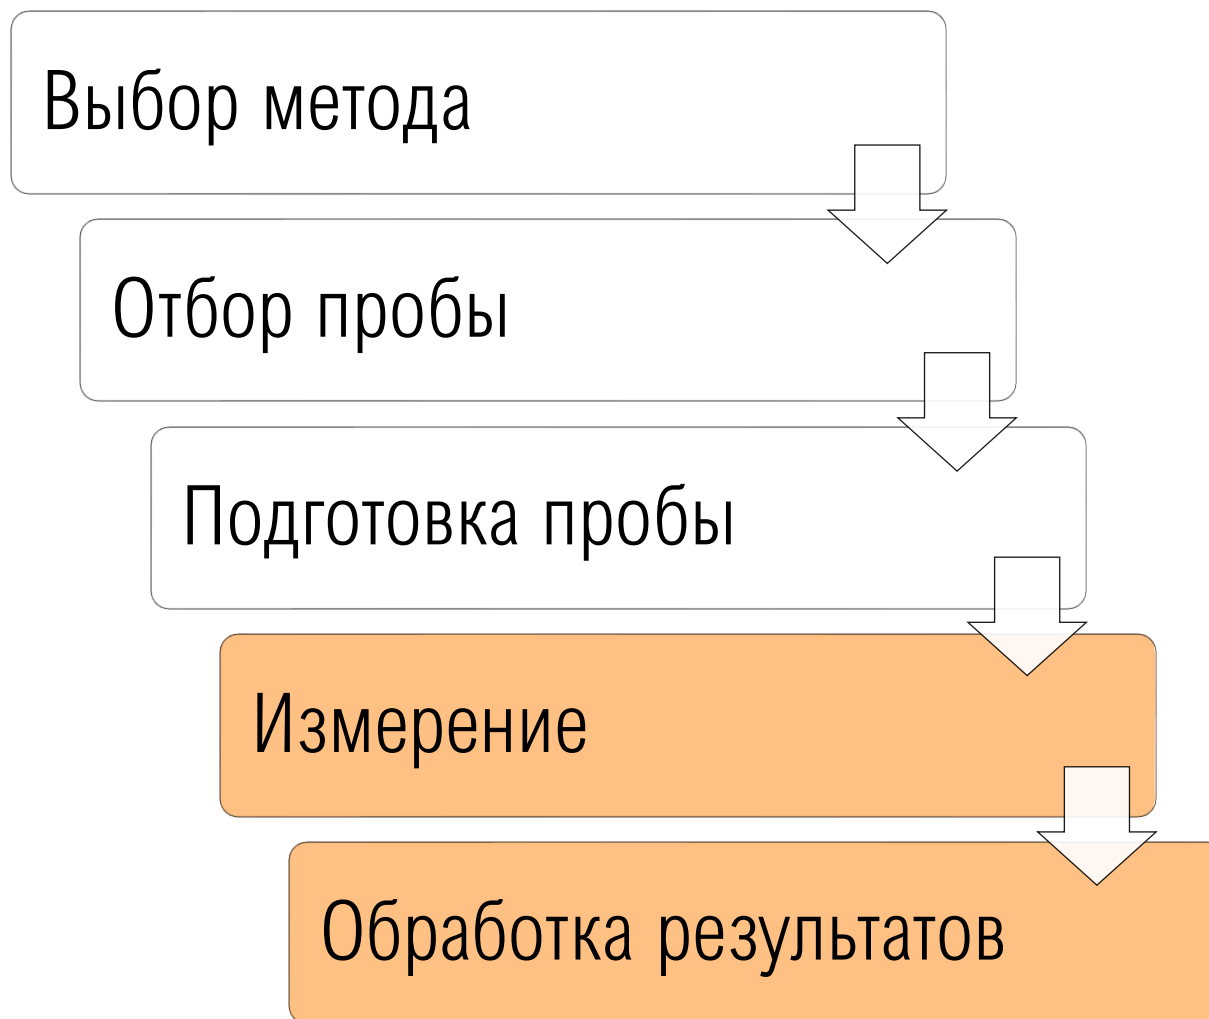 Выбор метода
Отбор пробы
Подготовка пробы
Измерение
Обработка результатов